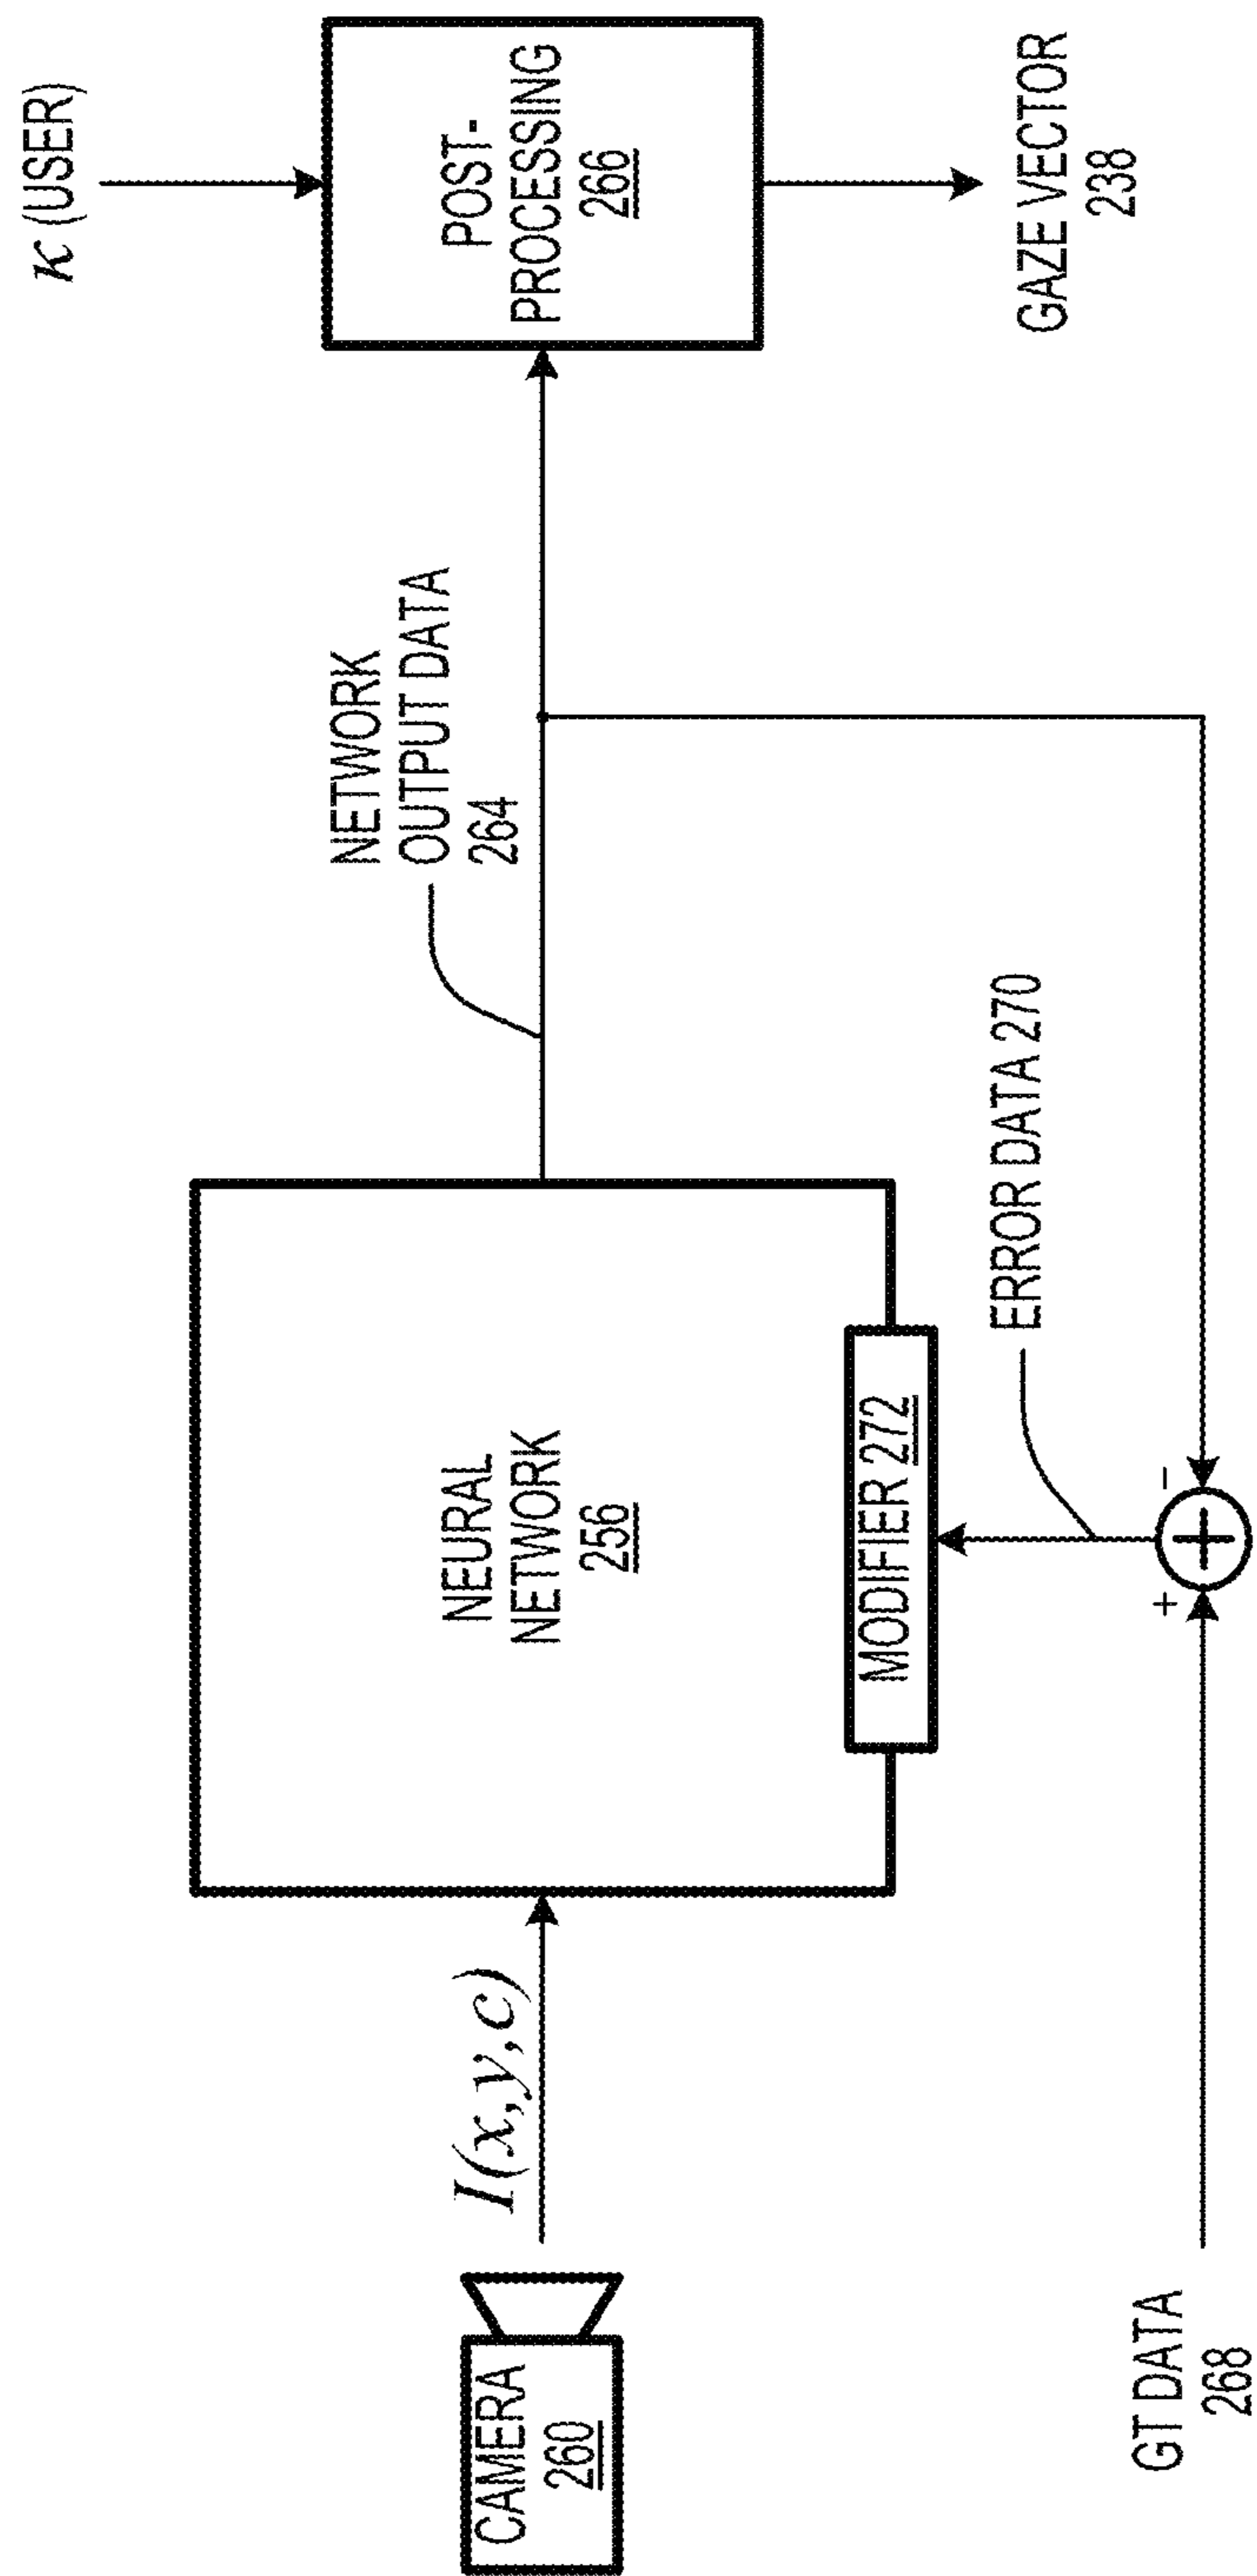 CAMERA
260
I(x,y,c)
NEURAL
NETWORK
256
MODIFIER 272
NETWORK
OUTPUT DATA
264
κ (USER)
POST-
PROCESSING
266
GAZE VECTOR
238
ERROR DATA 270
+
-
+
GT DATA
268